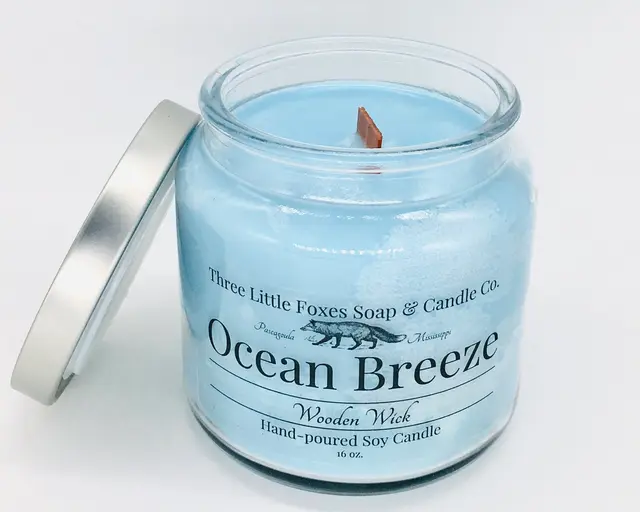 Three Little Foxes Soap & Candle Co.
Pascagoula Mississippi
Ocean Breeze
Wooden Wick
Hand-poured Soy Candle
16 oz.